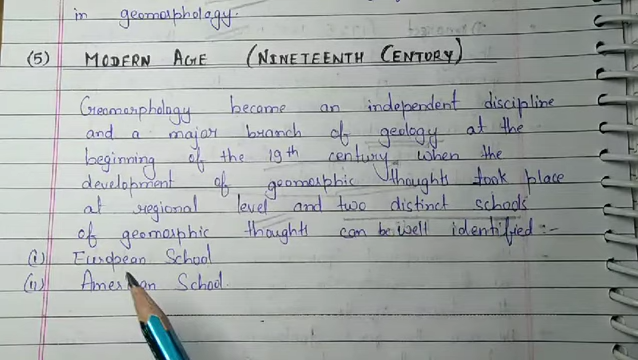 in geomorphology.
(5) MODERN AGE (NINETEENTH CENTORY)
Geomorphology become an independent discipline
and a major branch of geology at the
beginning of the 19th century when the
development of geomorphic thoughts took place
at regional level and two distinct schools
of geomorphic thoughts can be well identified :-
(i) European School
(ii) American School.